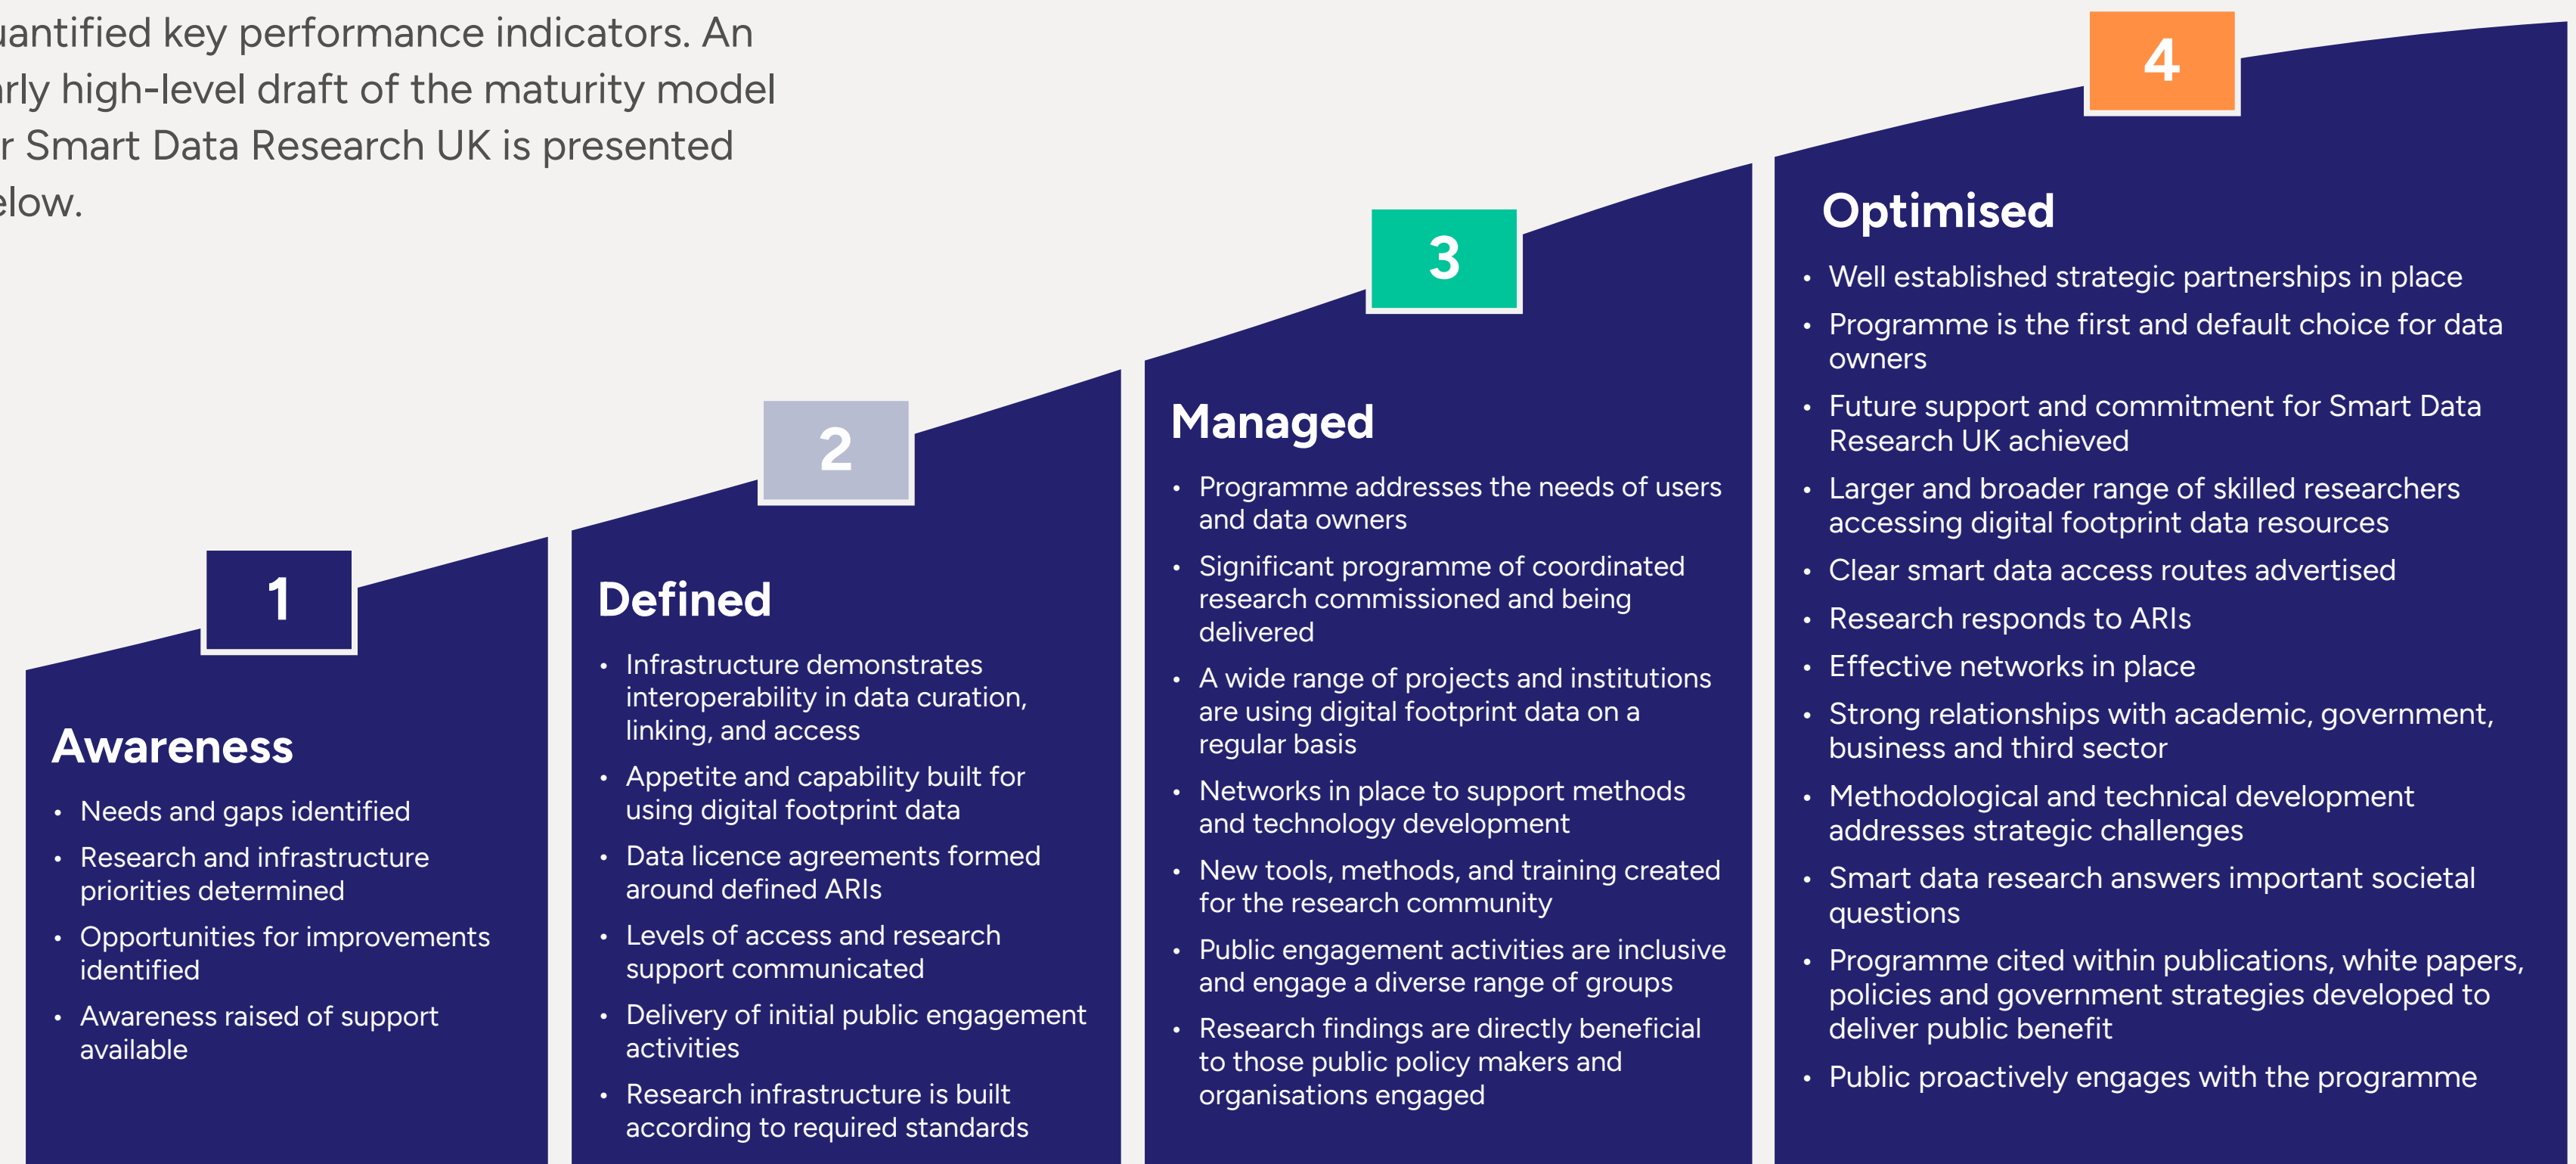 uantified key performance indicators. An
rly high-level draft of the maturity model
r Smart Data Research UK is presented
elow.
1
Awareness
• Needs and gaps identified
• Research and infrastructure
priorities determined
• Opportunities for improvements
identified
• Awareness raised of support
available
2
Defined
• Infrastructure demonstrates
interoperability in data curation,
linking, and access
• Appetite and capability built for
using digital footprint data
• Data licence agreements formed
around defined ARIs
• Levels of access and research
support communicated
• Delivery of initial public engagement
activities
• Research infrastructure is built
according to required standards
3
Managed
• Programme addresses the needs of users
and data owners
• Significant programme of coordinated
research commissioned and being
delivered
• A wide range of projects and institutions
are using digital footprint data on a
regular basis
• Networks in place to support methods
and technology development
• New tools, methods, and training created
for the research community
• Public engagement activities are inclusive
and engage a diverse range of groups
• Research findings are directly beneficial
to those public policy makers and
organisations engaged
4
Optimised
• Well established strategic partnerships in place
• Programme is the first and default choice for data
owners
• Future support and commitment for Smart Data
Research UK achieved
• Larger and broader range of skilled researchers
accessing digital footprint data resources
• Clear smart data access routes advertised
• Research responds to ARIs
• Effective networks in place
• Strong relationships with academic, government,
business and third sector
• Methodological and technical development
addresses strategic challenges
• Smart data research answers important societal
questions
• Programme cited within publications, white papers,
policies and government strategies developed to
deliver public benefit
• Public proactively engages with the programme